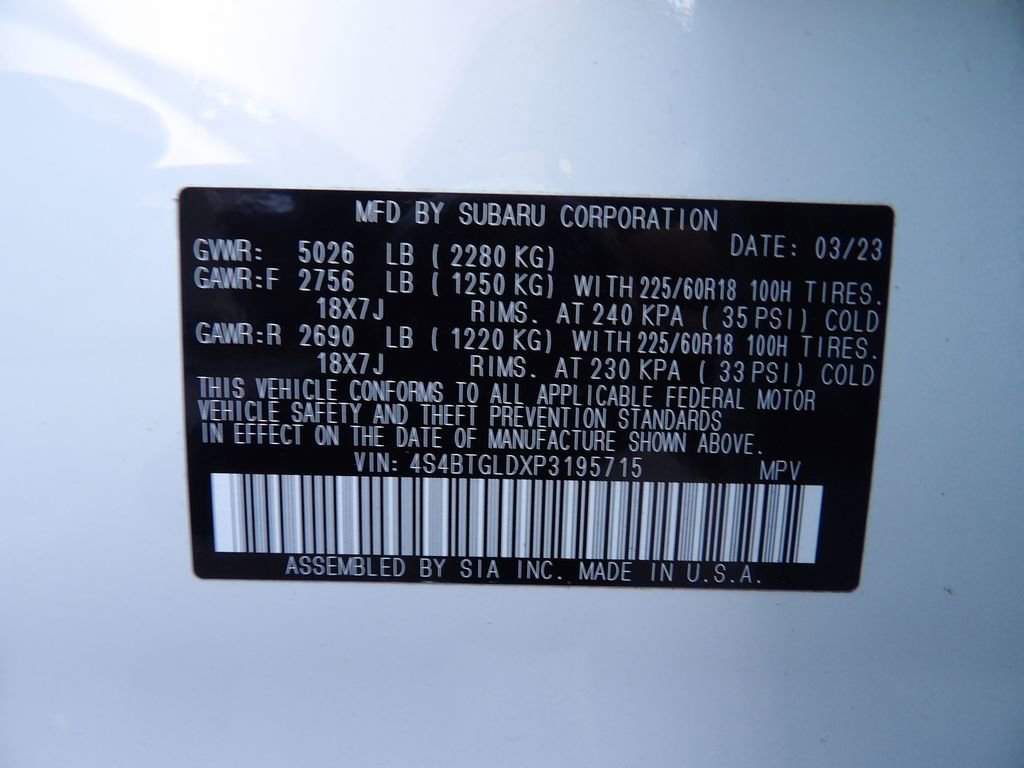 MFD BY SUBARU CORPORATION
DATE: 03/23
GVWR: 5026 LB ( 2280 KG)
GAWR:F 2756 LB ( 1250 KG) WITH 225/60R18 100H TIRES.
18X7J RIMS. AT 240 KPA ( 35 PSI) COLD
GAWR:R 2690 LB ( 1220 KG) WITH 225/60R18 100H TIRES.
18X7J RIMS. AT 230 KPA ( 33 PSI) COLD
THIS VEHICLE CONFORMS TO ALL APPLICABLE FEDERAL MOTOR
VEHICLE SAFETY AND THEFT PREVENTION STANDARDS
IN EFFECT ON THE DATE OF MANUFACTURE SHOWN ABOVE.
VIN: 4S4BTGLDXP3195715 MPV
ASSEMBLED BY SIA INC. MADE IN U.S.A.